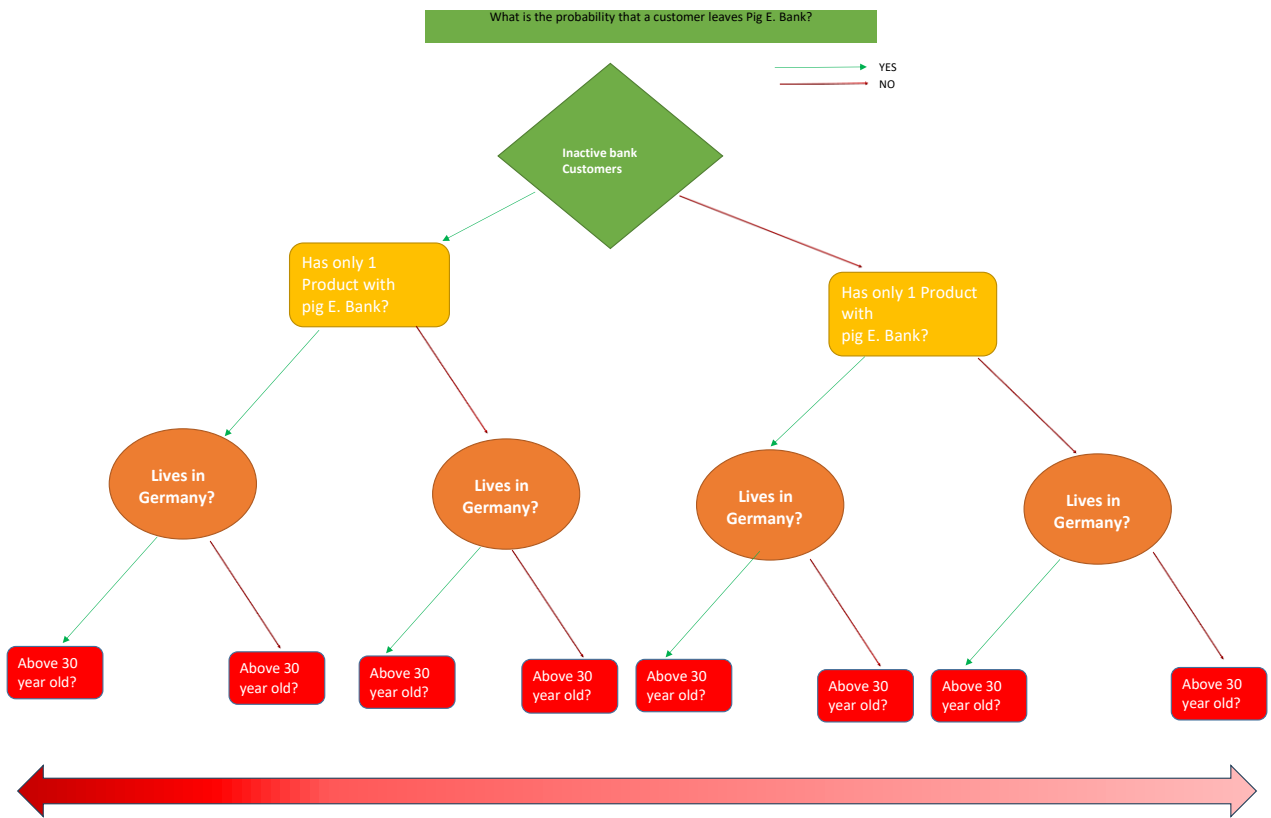 What is the probability that a customer leaves Pig E. Bank?
YES
NO
Inactive bank
Customers
Has only 1
Product with
pig E. Bank?
Has only 1 Product
with
pig E. Bank?
Lives in
Germany?
Lives in
Germany?
Lives in
Germany?
Lives in
Germany?
Above 30
year old?
Above 30
year old?
Above 30
year old?
Above 30
year old?
Above 30
year old?
Above 30
year old?
Above 30
year old?
Above 30
year old?